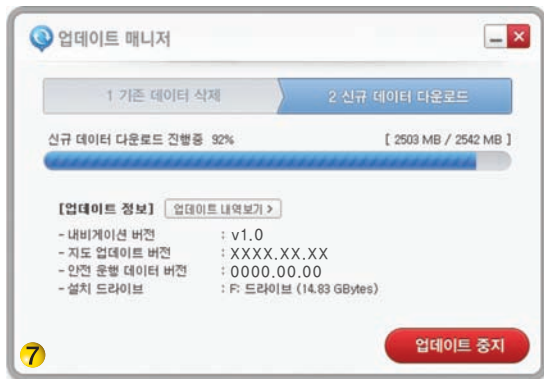 업데이트 매니저
1 기존 데이터 삭제
2 신규 데이터 다운로드
신규 데이터 다운로드 진행중 92% [ 2503 MB / 2542 MB ]
[업데이트 정보] 업데이트 내역보기 >
- 내비게이션 버전 : v1.0
- 지도 업데이트 버전 : XXXX.XX.XX
- 안전 운행 데이터 버전 : 0000.00.00
- 설치 드라이브 : F: 드라이브 (14.83 GBytes)
업데이트 중지
7